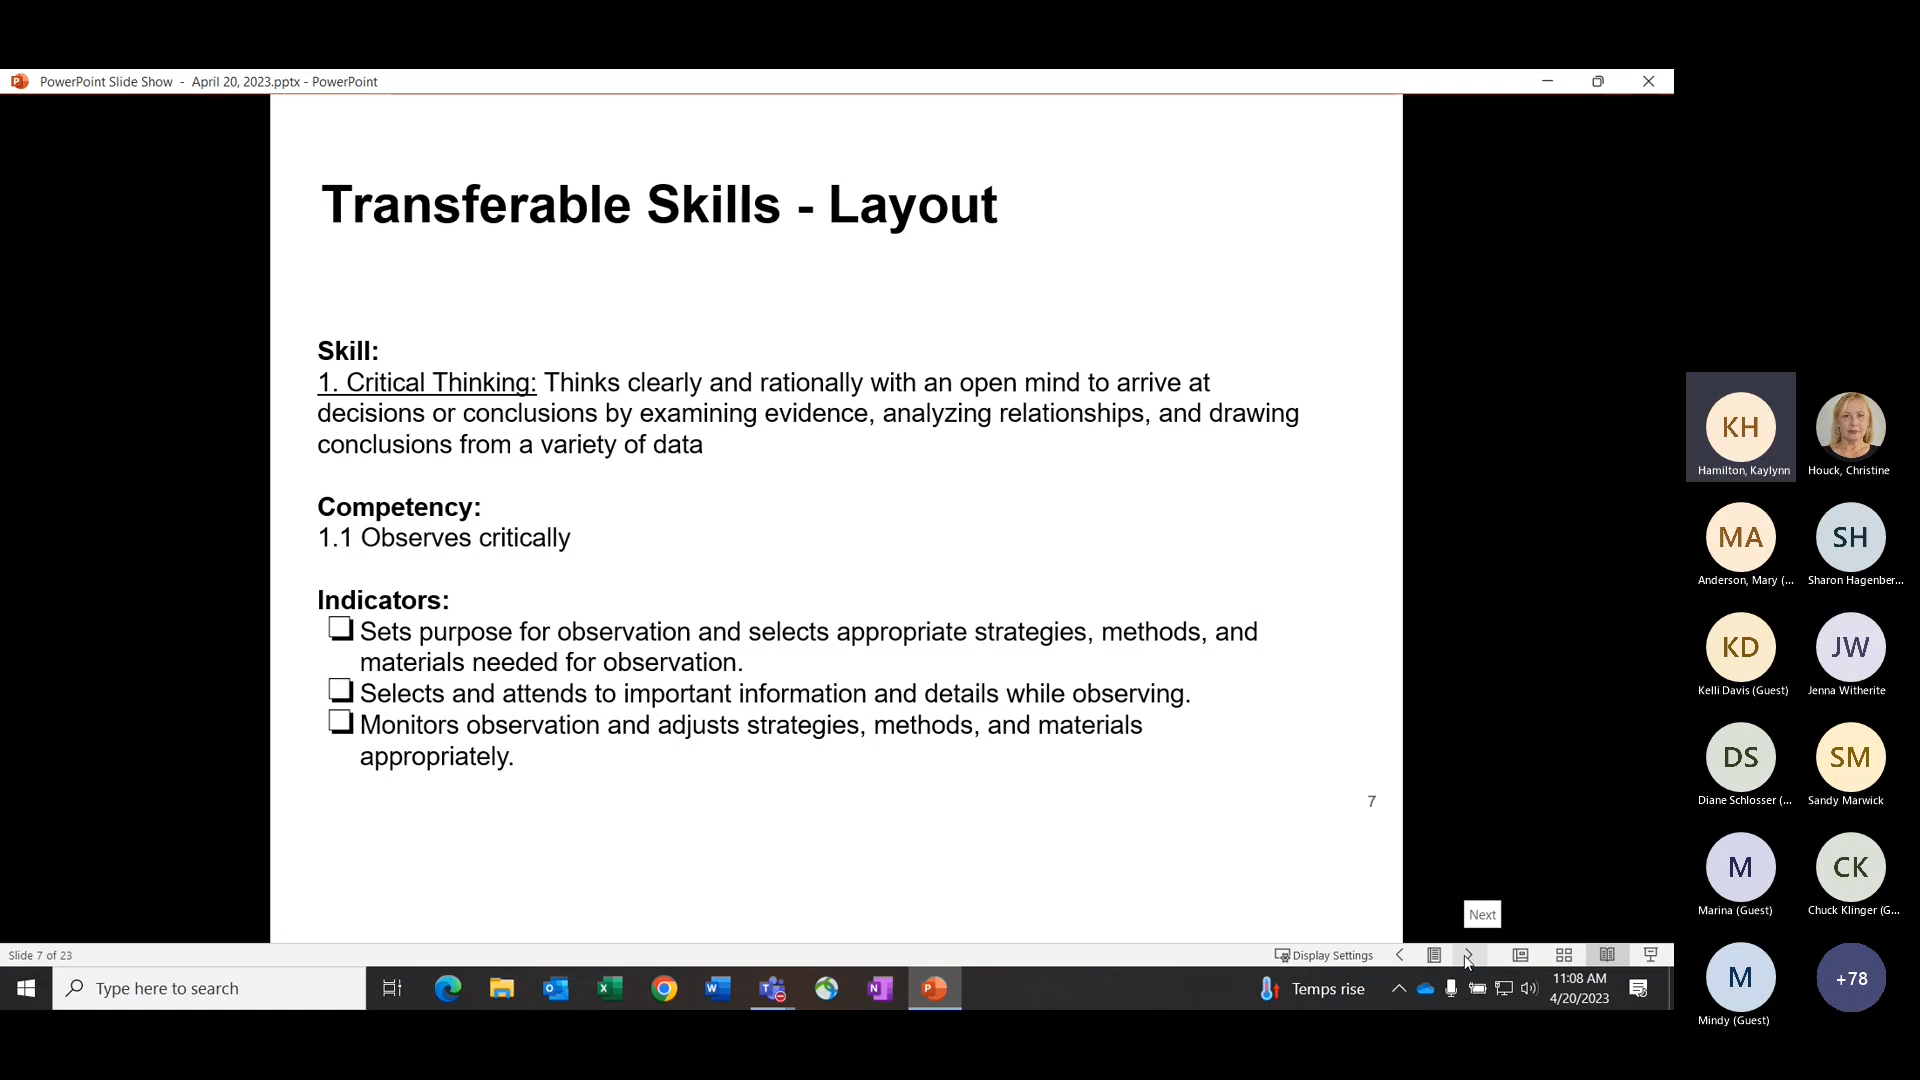 PowerPoint Slide Show - April 20, 2023.pptx - PowerPoint
Transferable Skills - Layout
Skill:
1. Critical Thinking: Thinks clearly and rationally with an open mind to arrive at
decisions or conclusions by examining evidence, analyzing relationships, and drawing
conclusions from a variety of data
Competency:
1.1 Observes critically
Indicators:
Sets purpose for observation and selects appropriate strategies, methods, and
materials needed for observation.
Selects and attends to important information and details while observing.
Monitors observation and adjusts strategies, methods, and materials
appropriately.
7
Next
Slide 7 of 23
Display Settings
Type here to search
Temps rise
11:08 AM
4/20/2023
KH
Hamilton, Kaylynn
Houck, Christine
MA
Anderson, Mary (...
SH
Sharon Hagenber...
KD
Kelli Davis (Guest)
JW
Jenna Witherite
DS
Diane Schlosser (...
SM
Sandy Marwick
M
Marina (Guest)
CK
Chuck Klinger (G...
M
Mindy (Guest)
+78